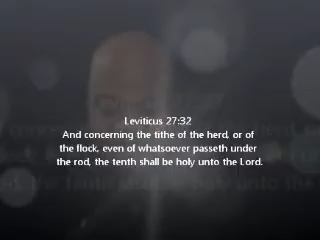 Leviticus 27:32
And concerning the tithe of the herd, or of
the flock, even of whatsoever passeth under
the rod, the tenth shall be holy unto the Lord.